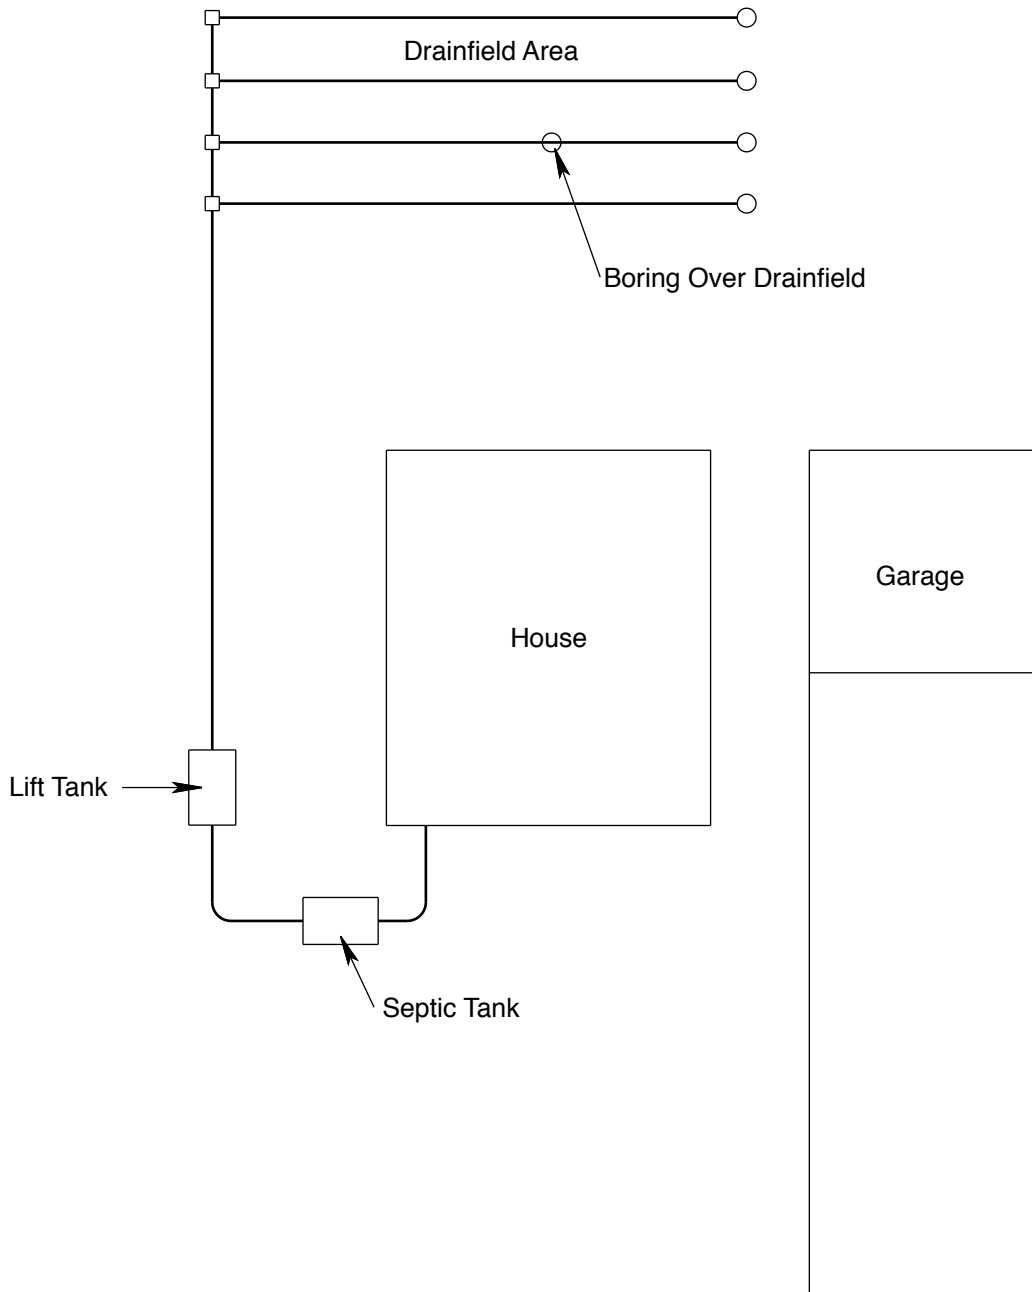 Drainfield Area
Boring Over Drainfield
Garage
House
Lift Tank
Septic Tank